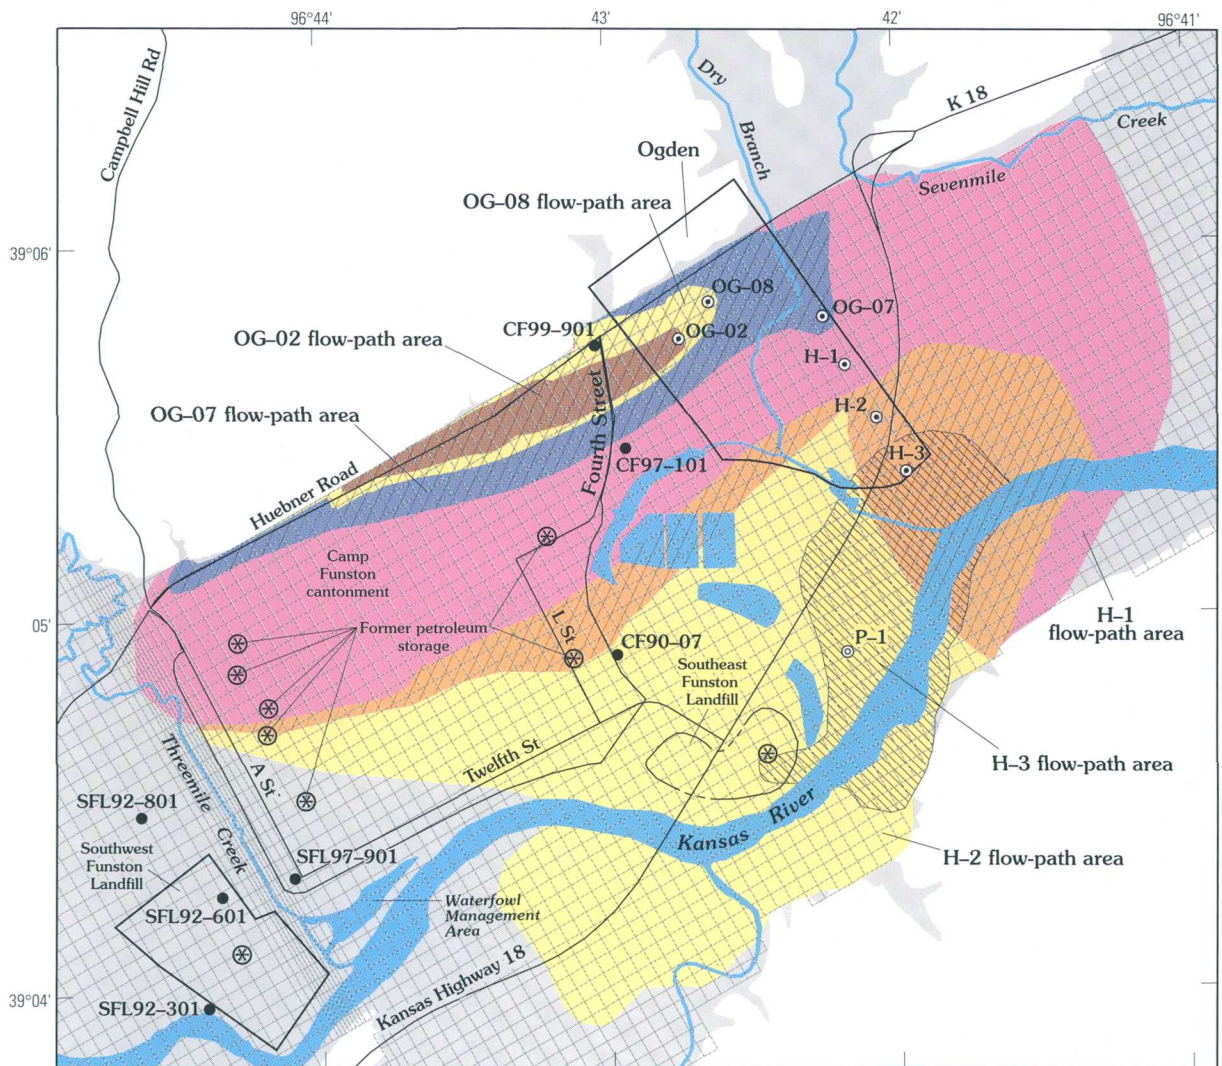 96°44′
43′
42′
96°41′
Campbell Hill Rd
Dry
Branch
K 18
Creek
Sevenmile
Ogden
OG–08 flow-path area
39°06′
OG–08
OG–07
CF99–901
OG–02
OG–02 flow-path area
H–1
OG–07 flow-path area
H-2
Fourth Street
H–3
CF97–101
Huebner Road
Camp
Funston
cantonment
H–1
flow-path area
05′
Former petroleum
storage
L St
CF90–07
P–1
Southeast
Funston
Landfill
Threemile
Creek
A St
Twelfth St
H–3 flow-path area
SFL92–801
Kansas River
Southwest
Funston
Landfill
SFL97–901
H–2 flow-path area
SFL92–601
Waterfowl
Management
Area
Kansas Highway 18
39°04′
SFL92–301